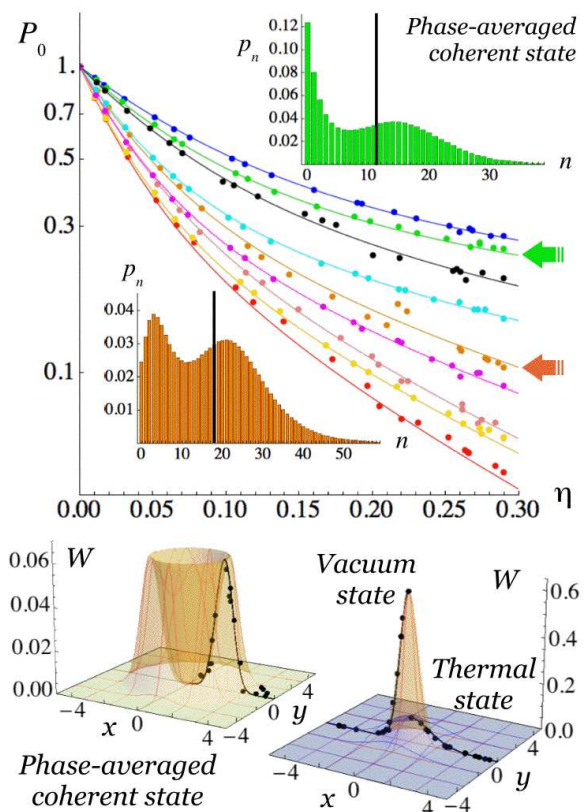 P0
1.
0.7
0.5
0.3
0.1
0.00 0.05 0.10 0.15 0.20 0.25 0.30 η
pn
0.12
0.10
0.08
0.06
0.04
0.02
0 10 20 30 n
Phase-averaged
coherent state
pn
0.04
0.03
0.02
0.01
0 10 20 30 40 50 n
W
0.06
0.04
0.02
0.00
−4 0 4
x
−4 0 4
y
Phase-averaged
coherent state
Vacuum
state
Thermal
state
W
0.6
0.4
0.2
0.0
−4 0 4
x
−4 0 4
y